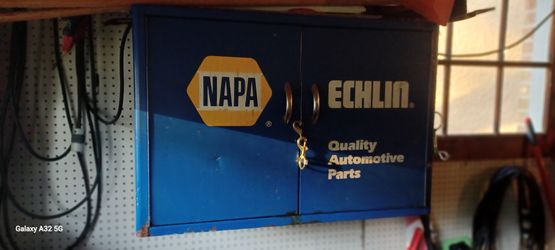 NAPA
®
ECHLIN®
Quality
Automotive
Parts
Galaxy A32 5G